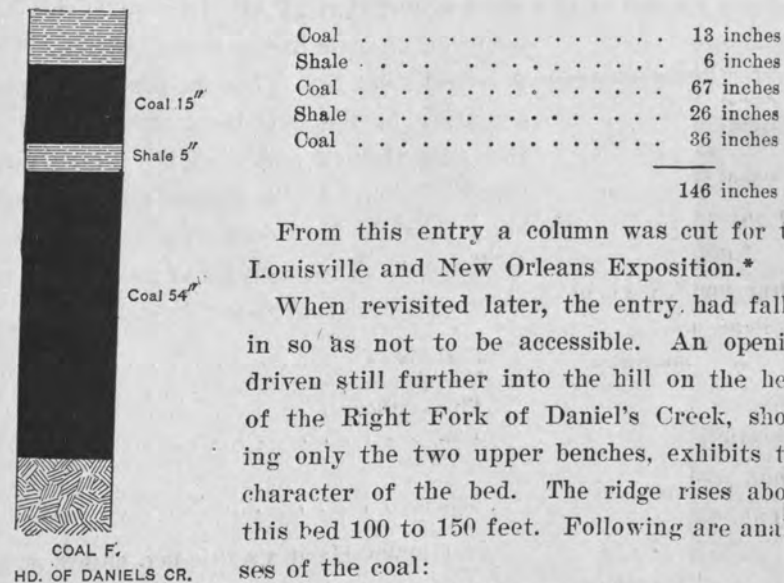 Coal 15"
Shale 5"
Coal 54"
COAL F.
HD. OF DANIELS CR.
Coal . . . . . . . . . . . . . . 13 inches
Shale . . . . . . . . . . . . . 6 inches
Coal . . . . . . . . . . . . . . 67 inches
Shale . . . . . . . . . . . . . 26 inches
Coal . . . . . . . . . . . . . . 36 inches
146 inches
From this entry a column was cut for t
Louisville and New Orleans Exposition.*
When revisited later, the entry had fall
in so as not to be accessible. An openi
driven still further into the hill on the he
of the Right Fork of Daniel's Creek, sho
ing only the two upper benches, exhibits t
character of the bed. The ridge rises abo
this bed 100 to 150 feet. Following are ana
ses of the coal: